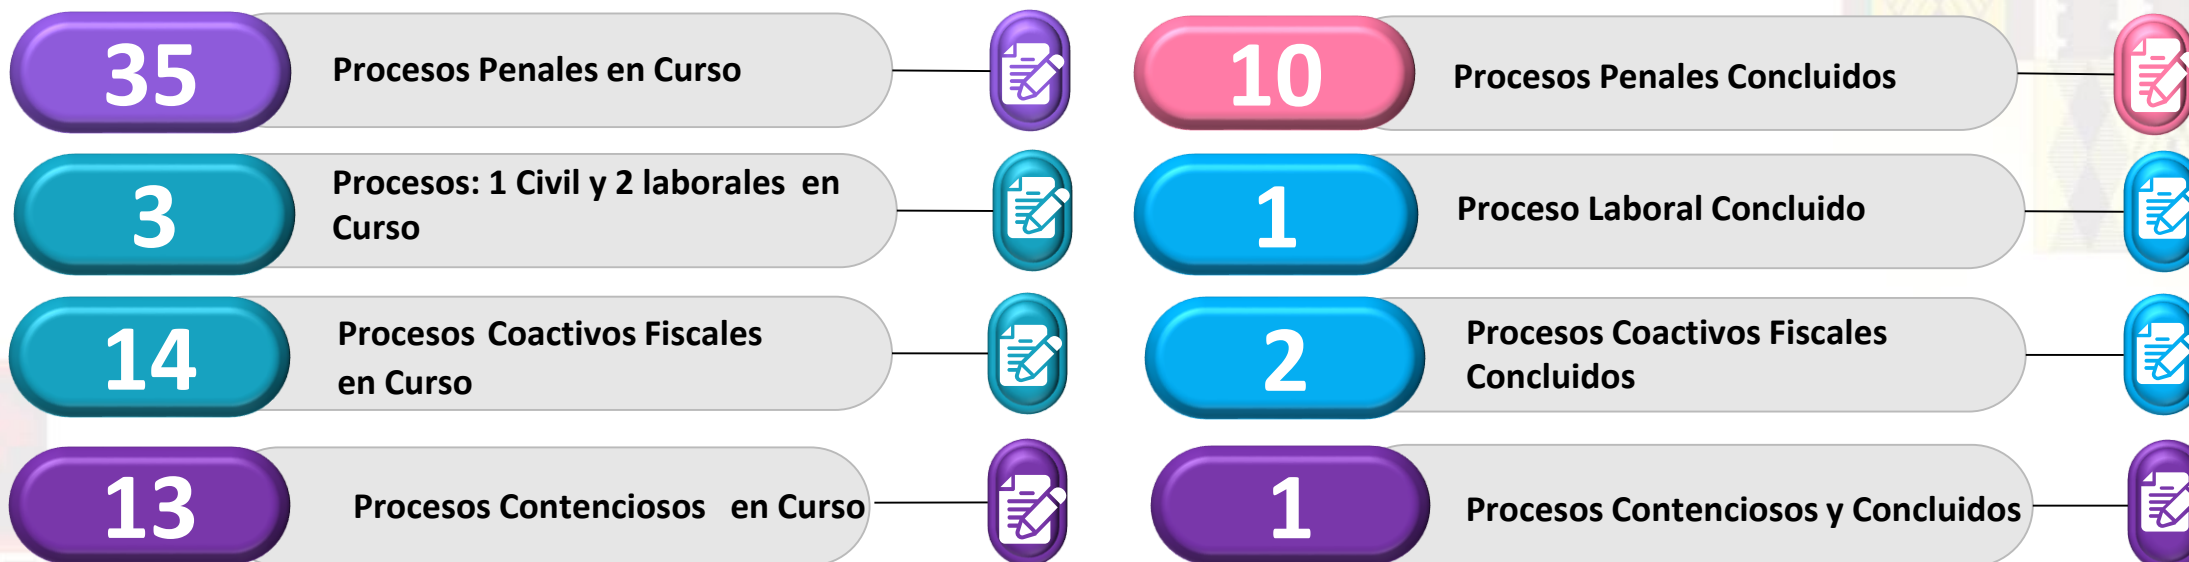 35
Procesos Penales en Curso
3
Procesos: 1 Civil y 2 laborales en
Curso
14
Procesos Coactivos Fiscales
en Curso
13
Procesos Contenciosos en Curso
10
Procesos Penales Concluidos
1
Proceso Laboral Concluido
2
Procesos Coactivos Fiscales
Concluidos
1
Procesos Contenciosos y Concluidos